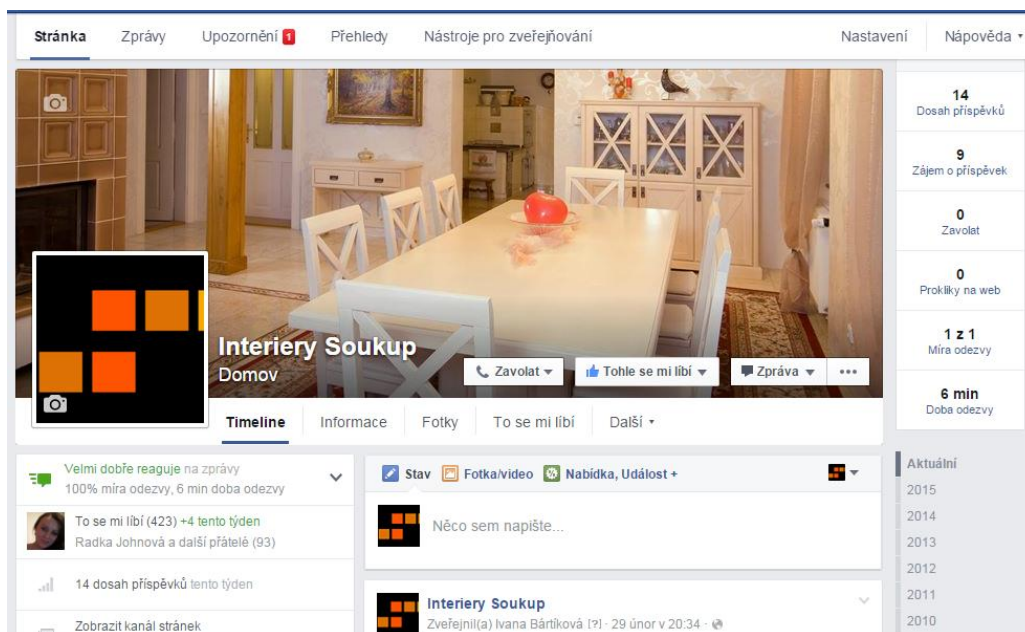 Stránka Zprávy Upozornění 1 Přehledy Nástroje pro zveřejňování Nastavení Nápověda
Interiery Soukup
Domov
Zavolat Tohle se mi líbí Zpráva •••
Timeline Informace Fotky To se mi líbí Další
14
Dosah příspěvků
9
Zájem o příspěvek
0
Zavolat
0
Prokliky na web
1 z 1
Míra odezvy
6 min
Doba odezvy
Velmi dobře reaguje na zprávy
100% míra odezvy, 6 min doba odezvy
To se mi líbí (423) +4 tento týden
Radka Johnová a další přátelé (93)
14 dosah příspěvků tento týden
Zobrazit kanál stránek
Stav Fotka/video Nabídka, Událost +
Něco sem napište...
Interiery Soukup
Zveřejnil(a) Ivana Bártíková [?] · 29 únor v 20:34 ·
Aktuální
2015
2014
2013
2012
2011
2010